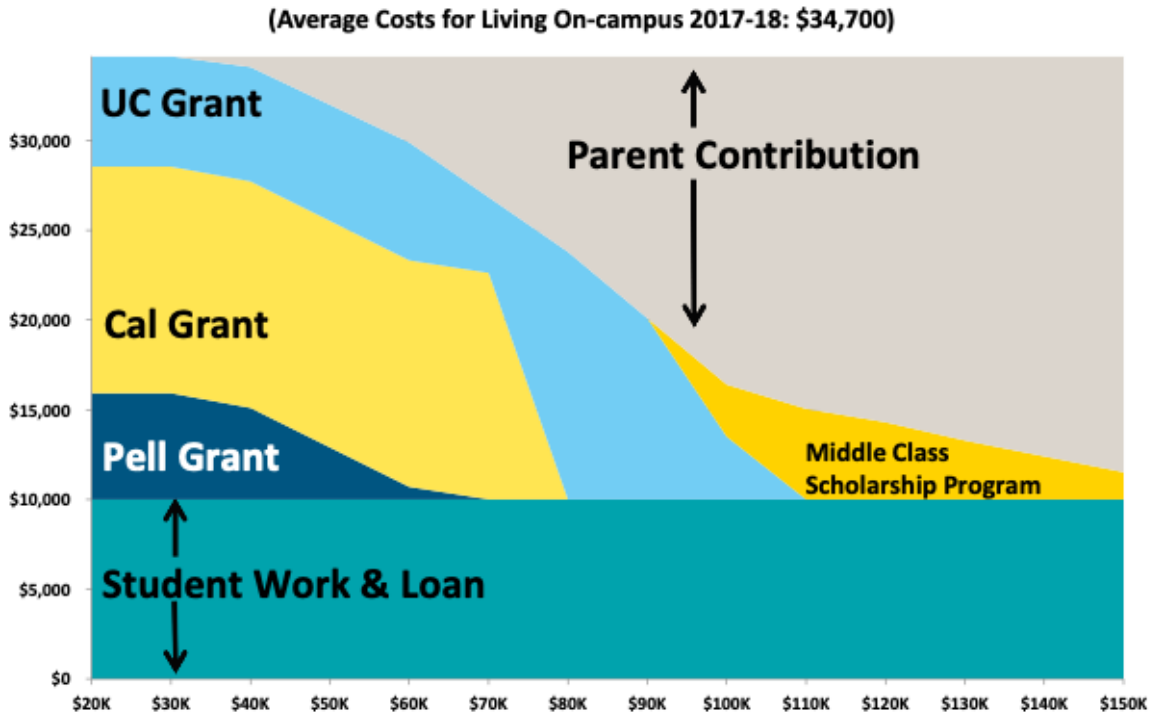 (Average Costs for Living On-campus 2017-18: $34,700)
UC Grant
$30,000
Parent Contribution
$25,000
$20,000
Cal Grant
$15,000
Pell Grant
Middle Class
Scholarship Program
$10,000
Student Work & Loan
$5,000
$0
$20K $30K $40K $50K $60K $70K $80K $90K $100K $110K $120K $130K $140K $150K